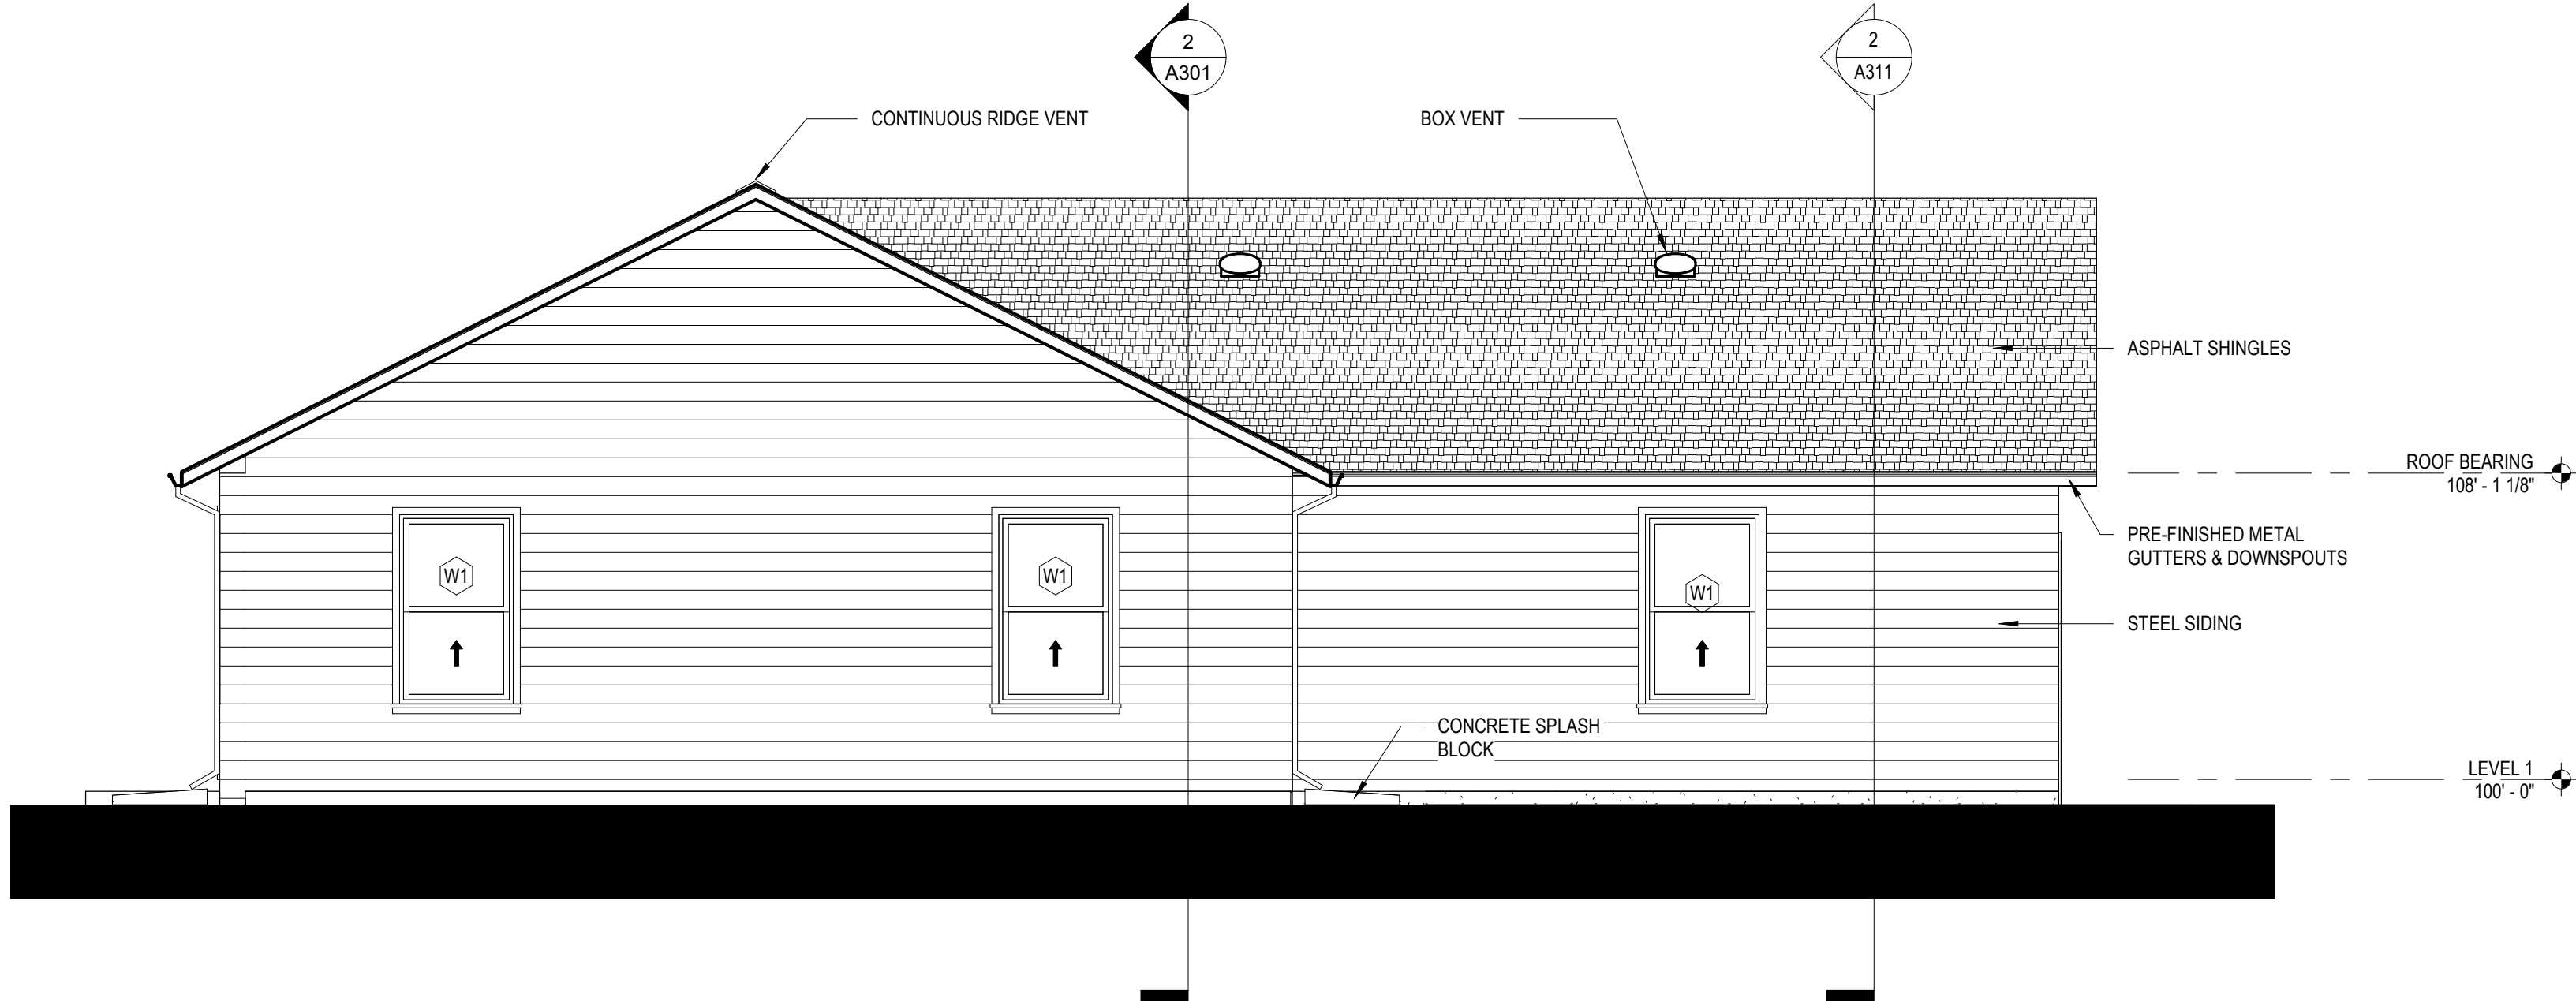 2
A301
2
A311
CONTINUOUS RIDGE VENT
BOX VENT
ASPHALT SHINGLES
ROOF BEARING
108' - 1 1/8"
PRE-FINISHED METAL
GUTTERS & DOWNSPOUTS
W1
W1
W1
STEEL SIDING
CONCRETE SPLASH
BLOCK
LEVEL 1
100' - 0"